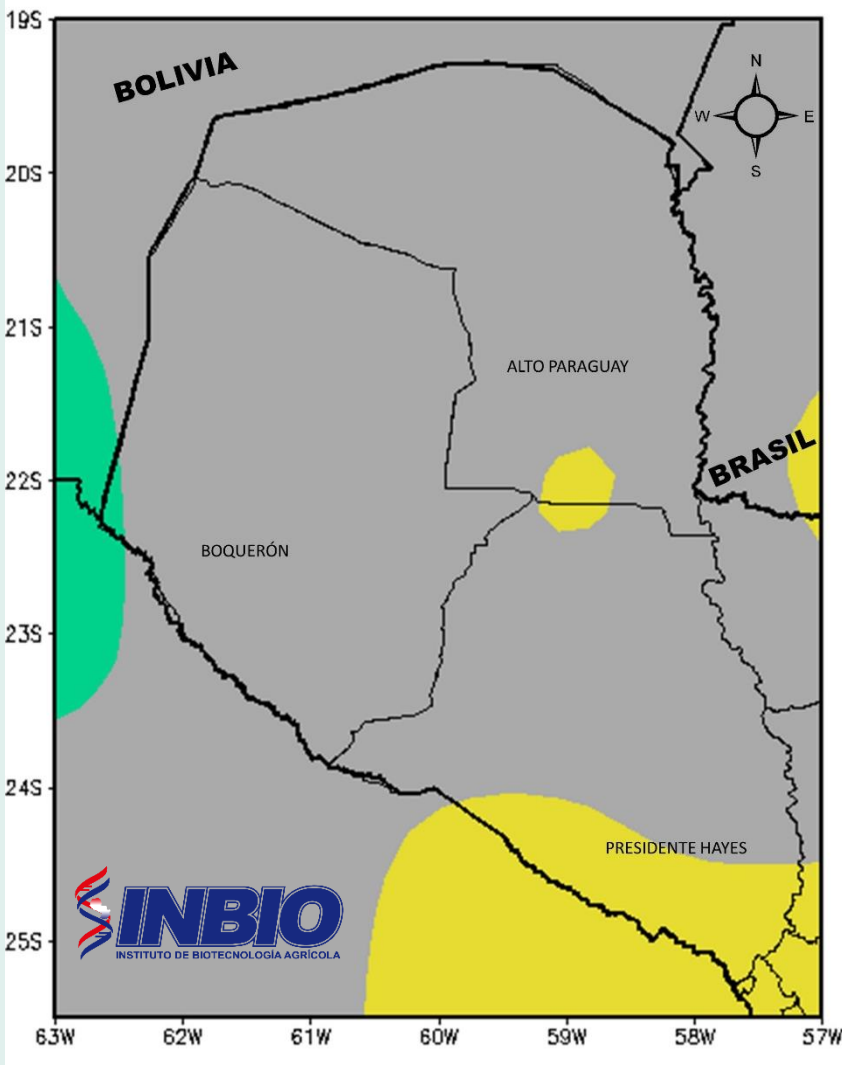 19S
BOLIVIA
N
W
E
S
20S
21S
ALTO PARAGUAY
BRASIL
22S
BOQUERÓN
23S
24S
PRESIDENTE HAYES
INBIO
INSTITUTO DE BIOTECNOLOGÍA AGRÍCOLA
25S
63W 62W 61W 60W 59W 58W 57W